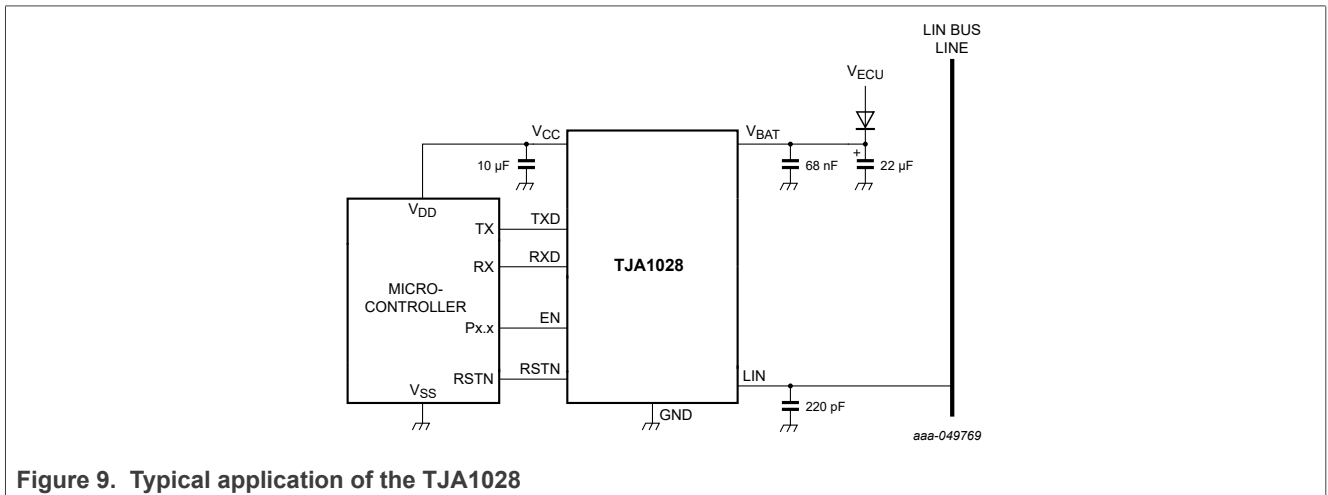 LIN BUS
LINE
VECU
VCC
VBAT
10 µF
68 nF
+
22 µF
VDD
TX
TXD
RX
RXD
TJA1028
MICRO-
CONTROLLER
Px.x
EN
RSTN
RSTN
LIN
VSS
GND
220 pF
aaa-049769
Figure 9. Typical application of the TJA1028